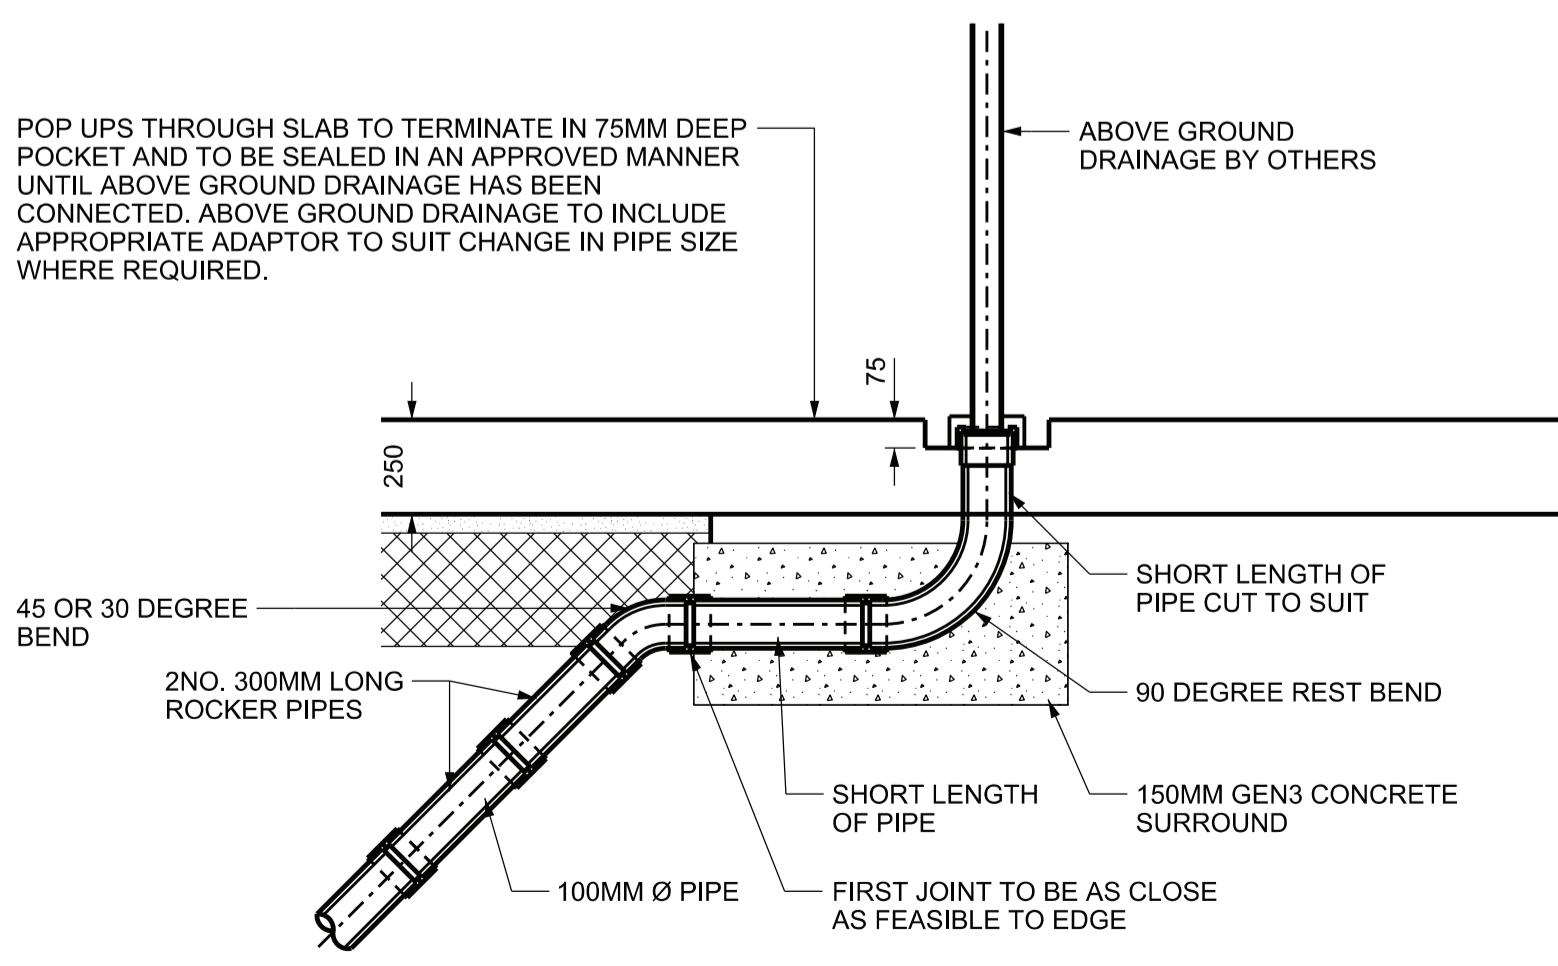 POP UPS THROUGH SLAB TO TERMINATE IN 75MM DEEP
POCKET AND TO BE SEALED IN AN APPROVED MANNER
UNTIL ABOVE GROUND DRAINAGE HAS BEEN
CONNECTED. ABOVE GROUND DRAINAGE TO INCLUDE
APPROPRIATE ADAPTOR TO SUIT CHANGE IN PIPE SIZE
WHERE REQUIRED.
ABOVE GROUND
DRAINAGE BY OTHERS
75
250
45 OR 30 DEGREE
BEND
2NO. 300MM LONG
ROCKER PIPES
SHORT LENGTH OF
PIPE CUT TO SUIT
90 DEGREE REST BEND
SHORT LENGTH
OF PIPE
150MM GEN3 CONCRETE
SURROUND
100MM Ø PIPE
FIRST JOINT TO BE AS CLOSE
AS FEASIBLE TO EDGE